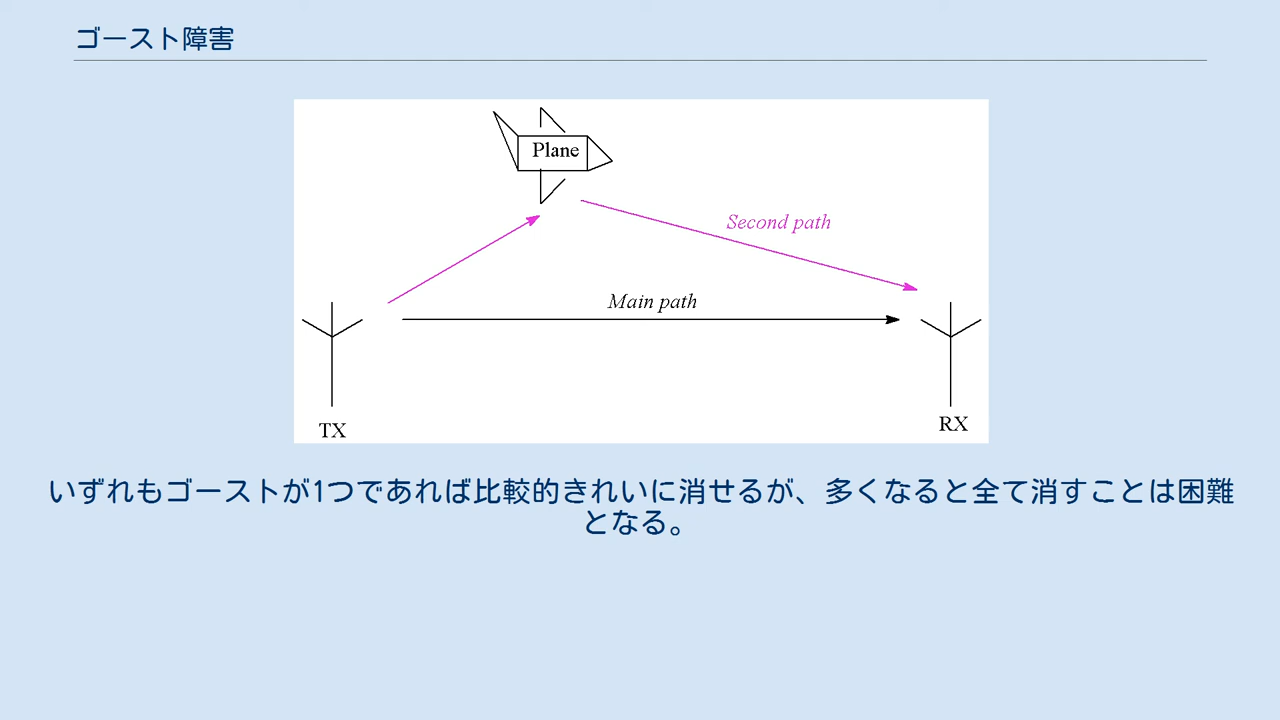 ゴースト障害
Plane
Second path
Main path
TX
RX
いずれもゴーストが1つであれば比較的きれいに消せるが、多くなると全て消すことは困難
となる。